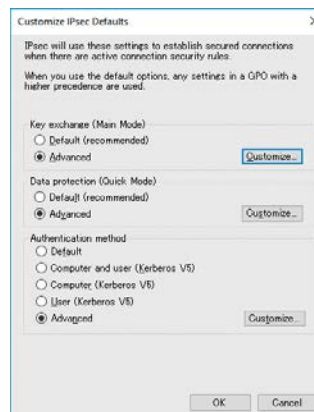 Customize IPsec Defaults
IPsec will use these settings to establish secured connections
when there are active connection security rules.
When you use the default options, any settings in a GPO with a
higher precedence are used.
Key exchange (Main Mode)
Default (recommended)
Advanced
Customize...
Data protection (Quick Mode)
Default (recommended)
Advanced
Customize...
Authentication method
Default
Computer and user (Kerberos V5)
Computer (Kerberos V5)
User (Kerberos V5)
Advanced
Customize...
OK
Cancel